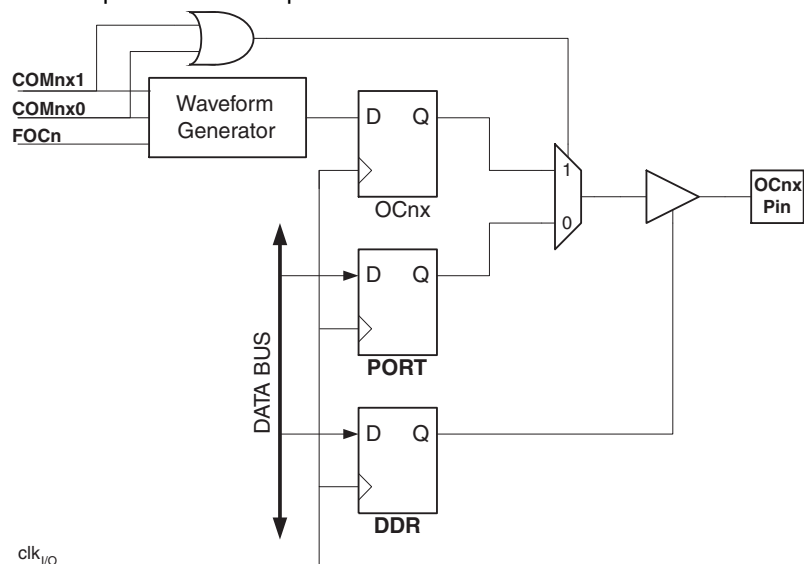 COMnx1
COMnx0
FOCn
Waveform
Generator
D Q
OCnx
1
0
OCnx
Pin
D Q
PORT
DATA BUS
D Q
DDR
clkI/O